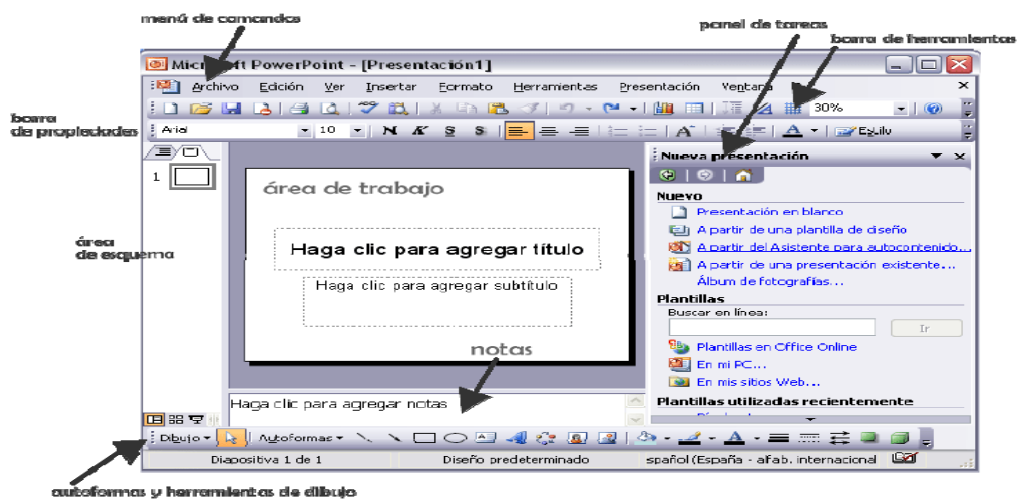 menú de comandos
panel de tareas
barra de herramientas
Microsoft PowerPoint - [Presentación1]
Archivo Edición Ver Insertar Formato Herramientas Presentación Ventana
30%
barra
de propiedades
Arial 10 N K S S A A Estilo
1
área de trabajo
Haga clic para agregar título
Haga clic para agregar subtítulo
área
de esquema
notas
Haga clic para agregar notas
Nueva presentación
Nuevo
Presentación en blanco
A partir de una plantilla de diseño
A partir del Asistente para autocontenido...
A partir de una presentación existente...
Álbum de fotografías...
Plantillas
Buscar en línea:
Ir
Plantillas en Office Online
En mi PC...
En mis sitios Web...
Plantillas utilizadas recientemente
Dibujo Autoformas
Diapositiva 1 de 1 Diseño predeterminado spañol (España - alfab. internacional
autoformas y herramientas de dibujo